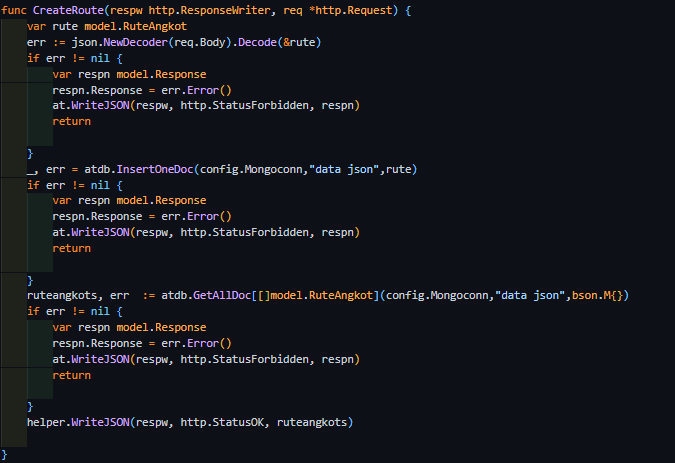 func CreateRoute(respw http.ResponseWriter, req *http.Request) {
    var rute model.RuteAngkot
    err := json.NewDecoder(req.Body).Decode(&rute)
    if err != nil {
        var respn model.Response
        respn.Response = err.Error()
        at.WriteJSON(respw, http.StatusForbidden, respn)
        return
    }
    _, err = atdb.InsertOneDoc(config.Mongoconn,"data json",rute)
    if err != nil {
        var respn model.Response
        respn.Response = err.Error()
        at.WriteJSON(respw, http.StatusForbidden, respn)
        return
    }
    ruteangkots, err  := atdb.GetAllDoc[[]model.RuteAngkot](config.Mongoconn,"data json",bson.M{})
    if err != nil {
        var respn model.Response
        respn.Response = err.Error()
        at.WriteJSON(respw, http.StatusForbidden, respn)
        return
    }
    helper.WriteJSON(respw, http.StatusOK, ruteangkots)
}